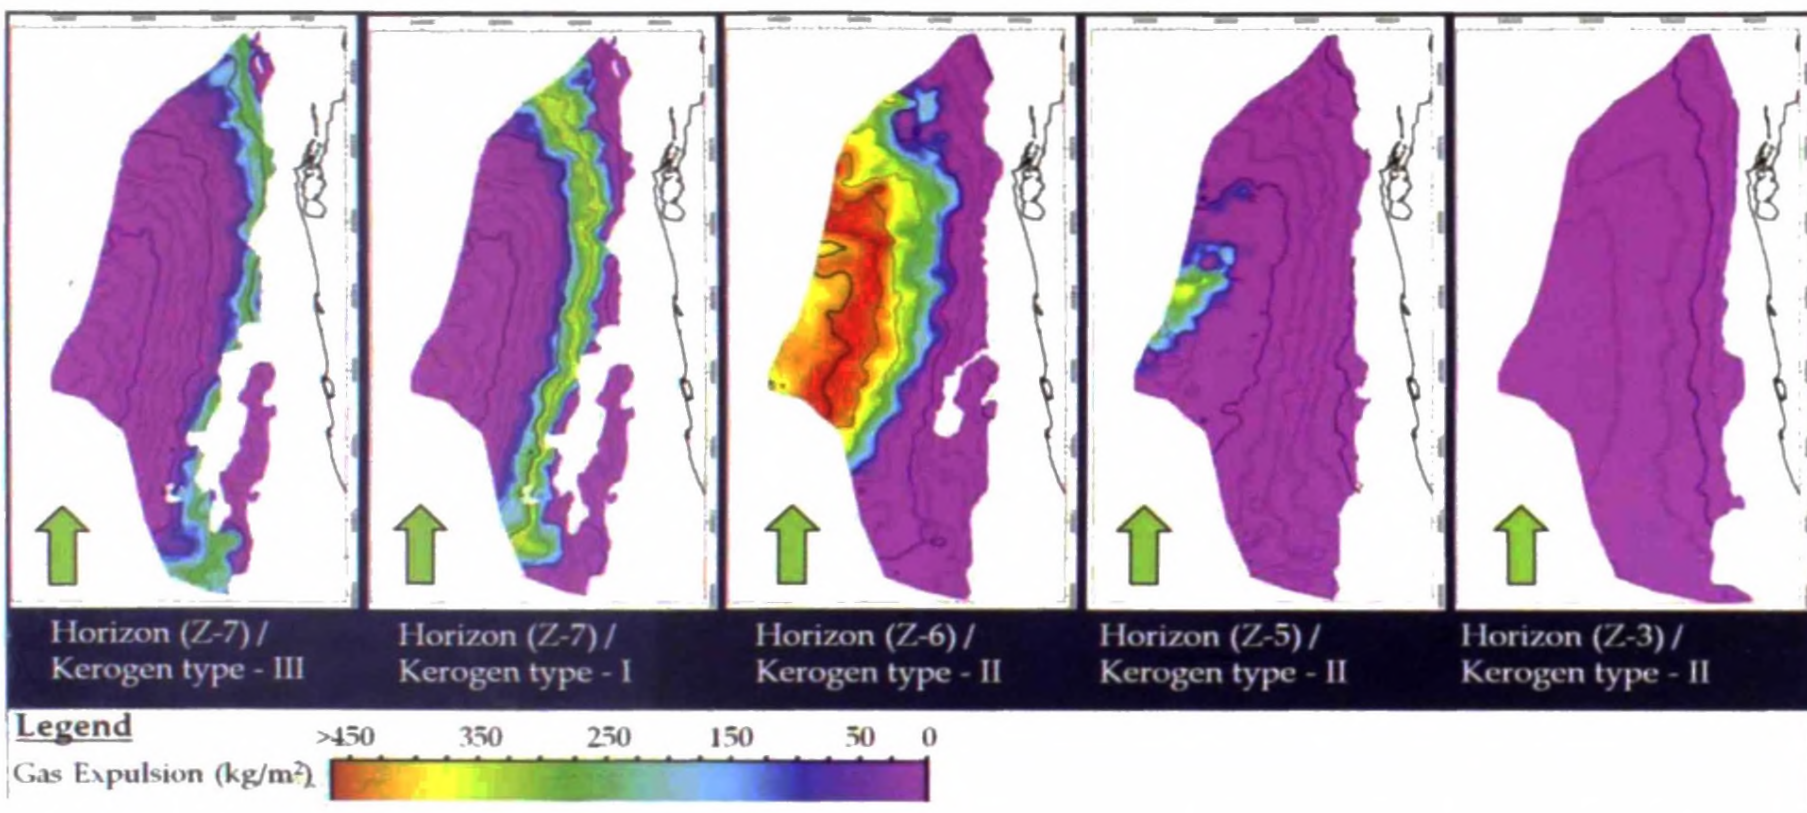 Horizon (Z-7) /
Kerogen type - III
Horizon (Z-7) /
Kerogen type - I
Horizon (Z-6) /
Kerogen type - II
Horizon (Z-5) /
Kerogen type - II
Horizon (Z-3) /
Kerogen type - II
Legend
>450 350 250 150 50 0
Gas Expulsion (kg/m²)